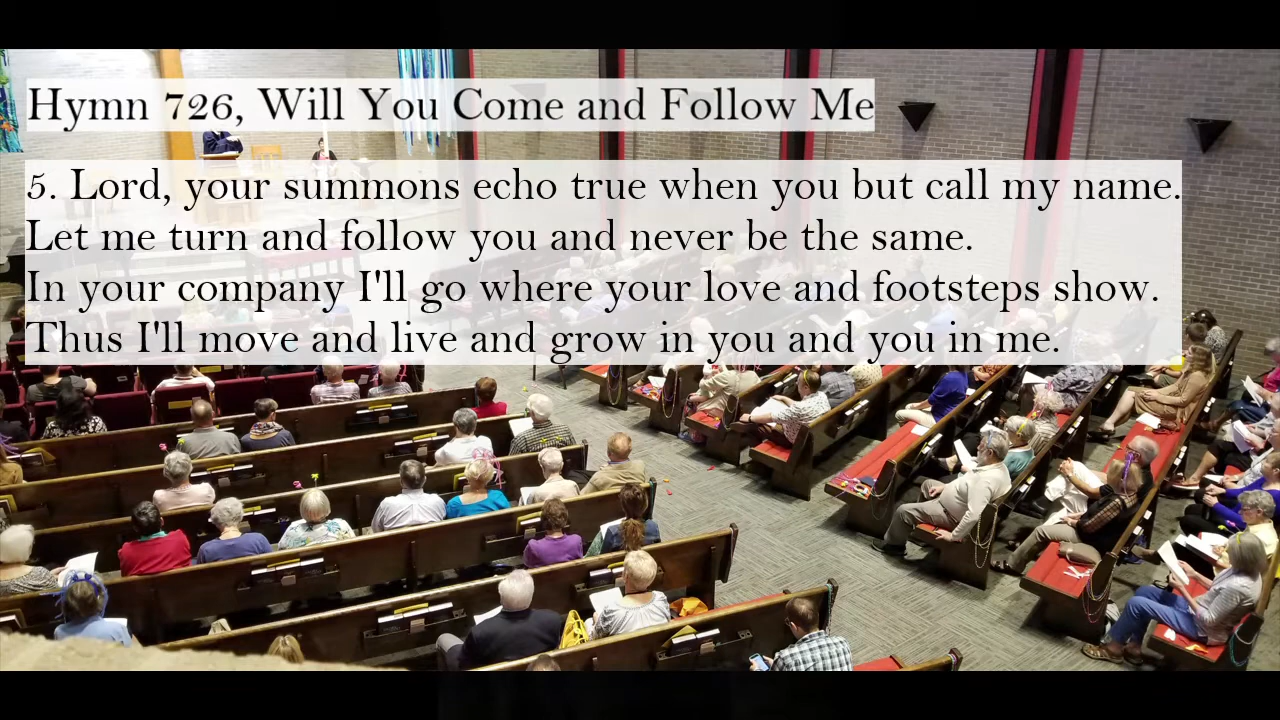 Hymn 726, Will You Come and Follow Me
5. Lord, your summons echo true when you but call my name.
Let me turn and follow you and never be the same.
In your company I'll go where your love and footsteps show.
Thus I'll move and live and grow in you and you in me.